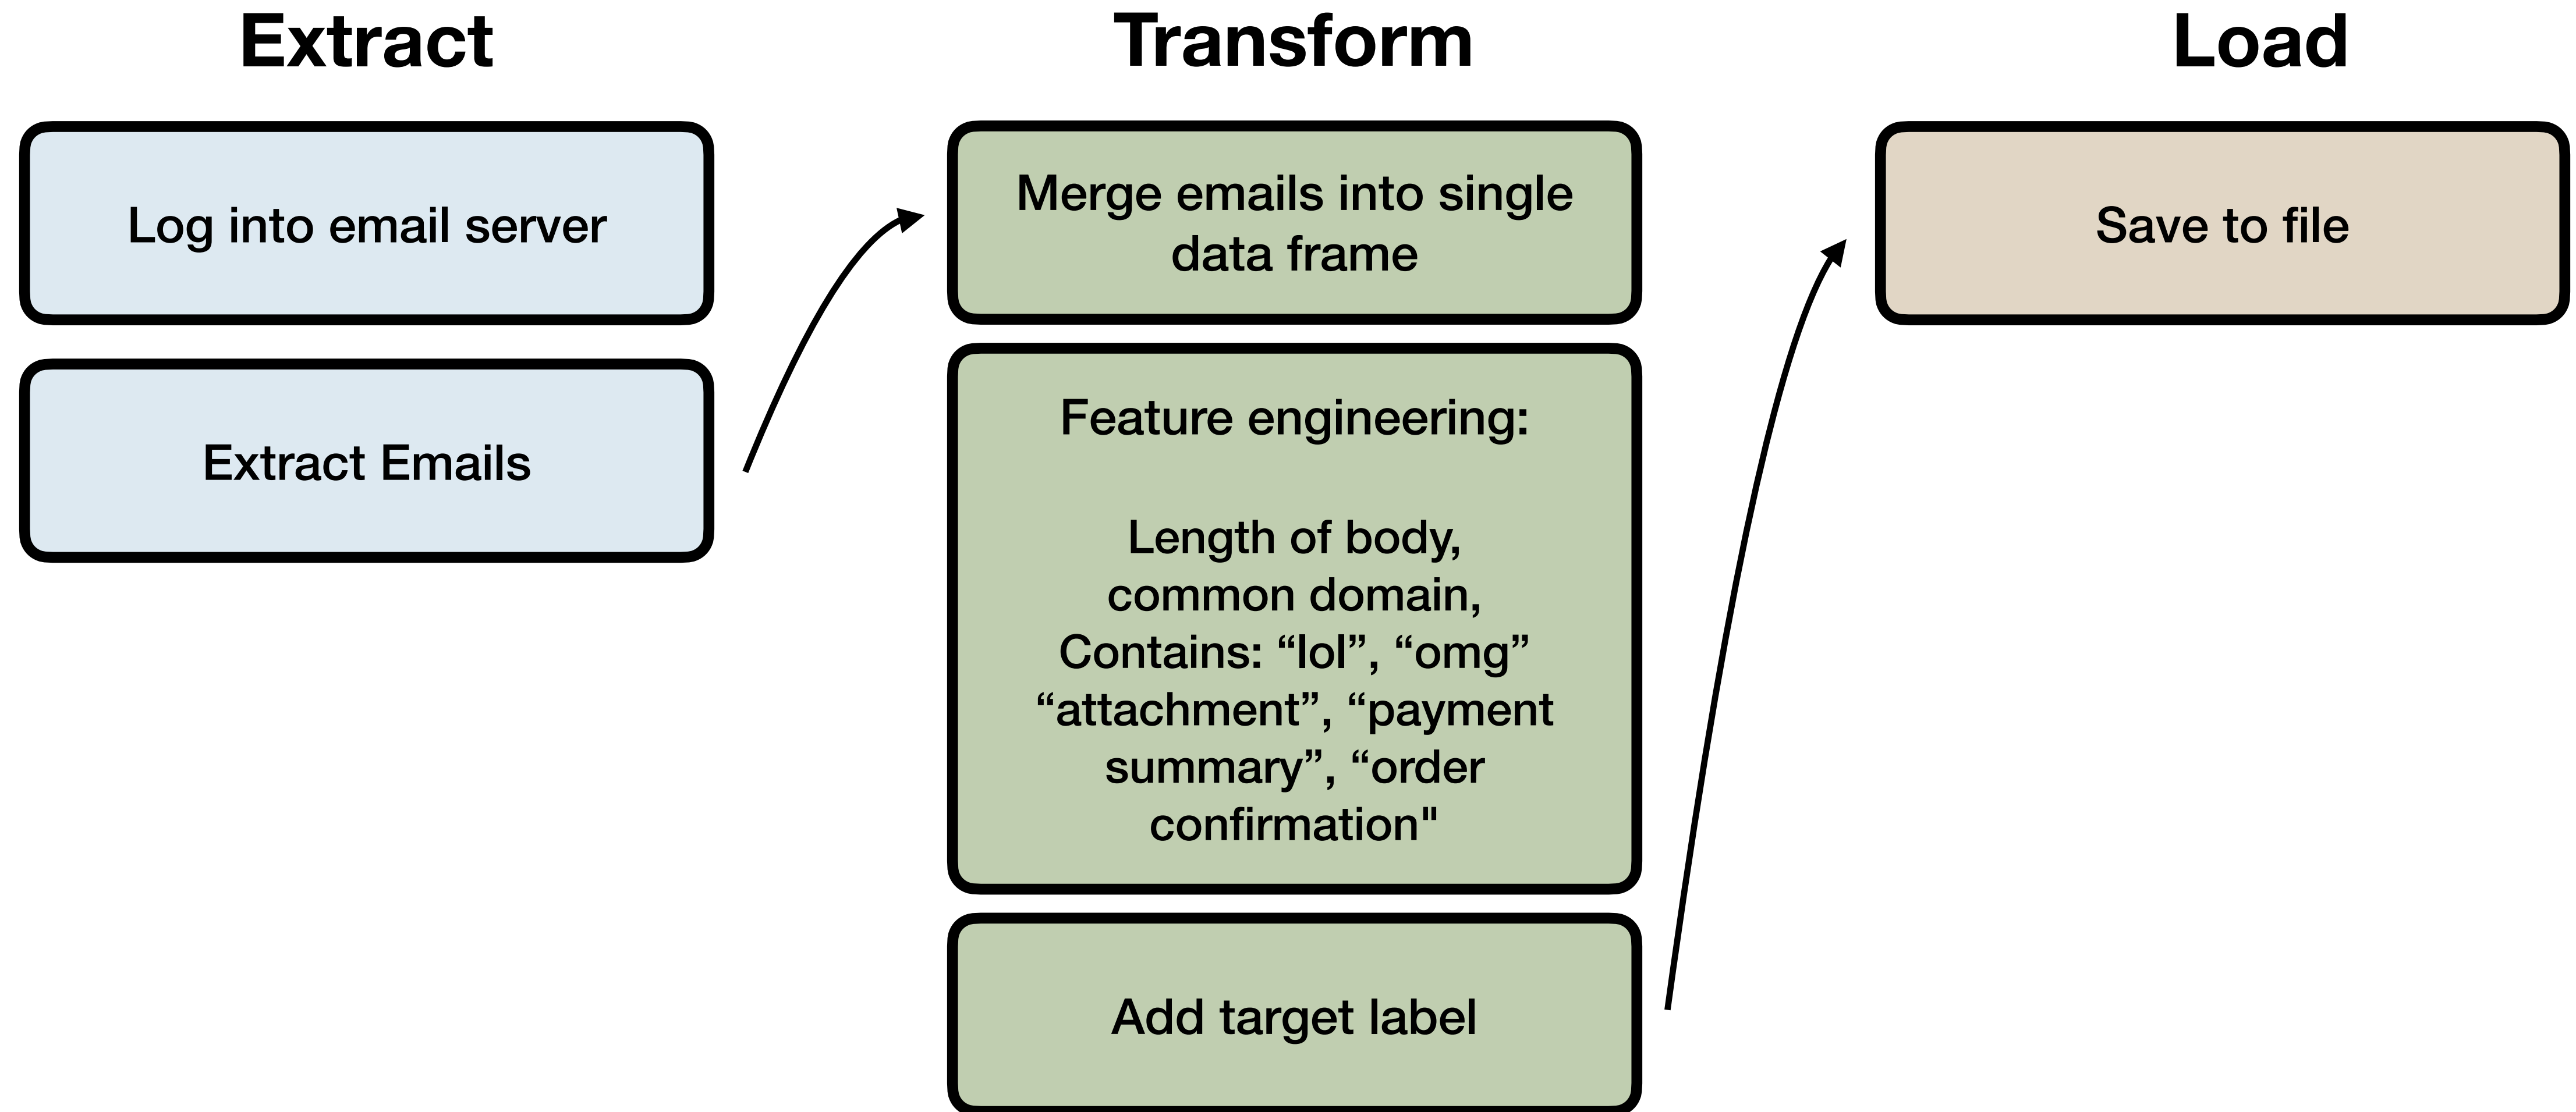 Extract
Log into email server
Extract Emails
Transform
Merge emails into single
data frame
Feature engineering:
Length of body,
common domain,
Contains: “lol”, “omg”
“attachment”, “payment
summary”, “order
confirmation"
Add target label
Load
Save to file